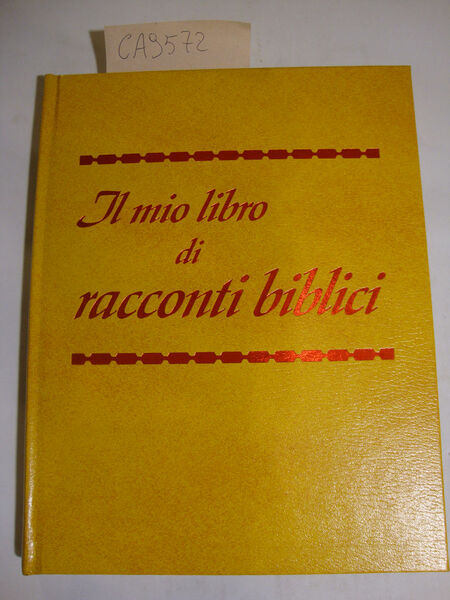 CA9572
Il mio libro
di
racconti biblici